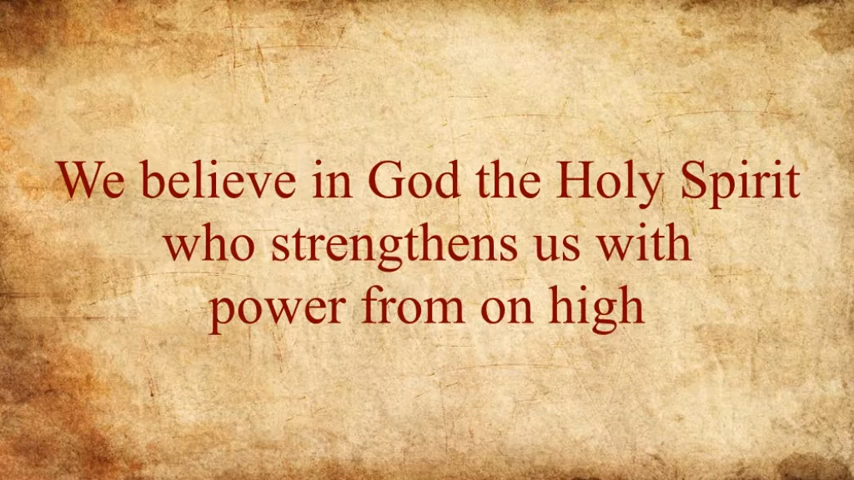 We believe in God the Holy Spirit
who strengthens us with
power from on high